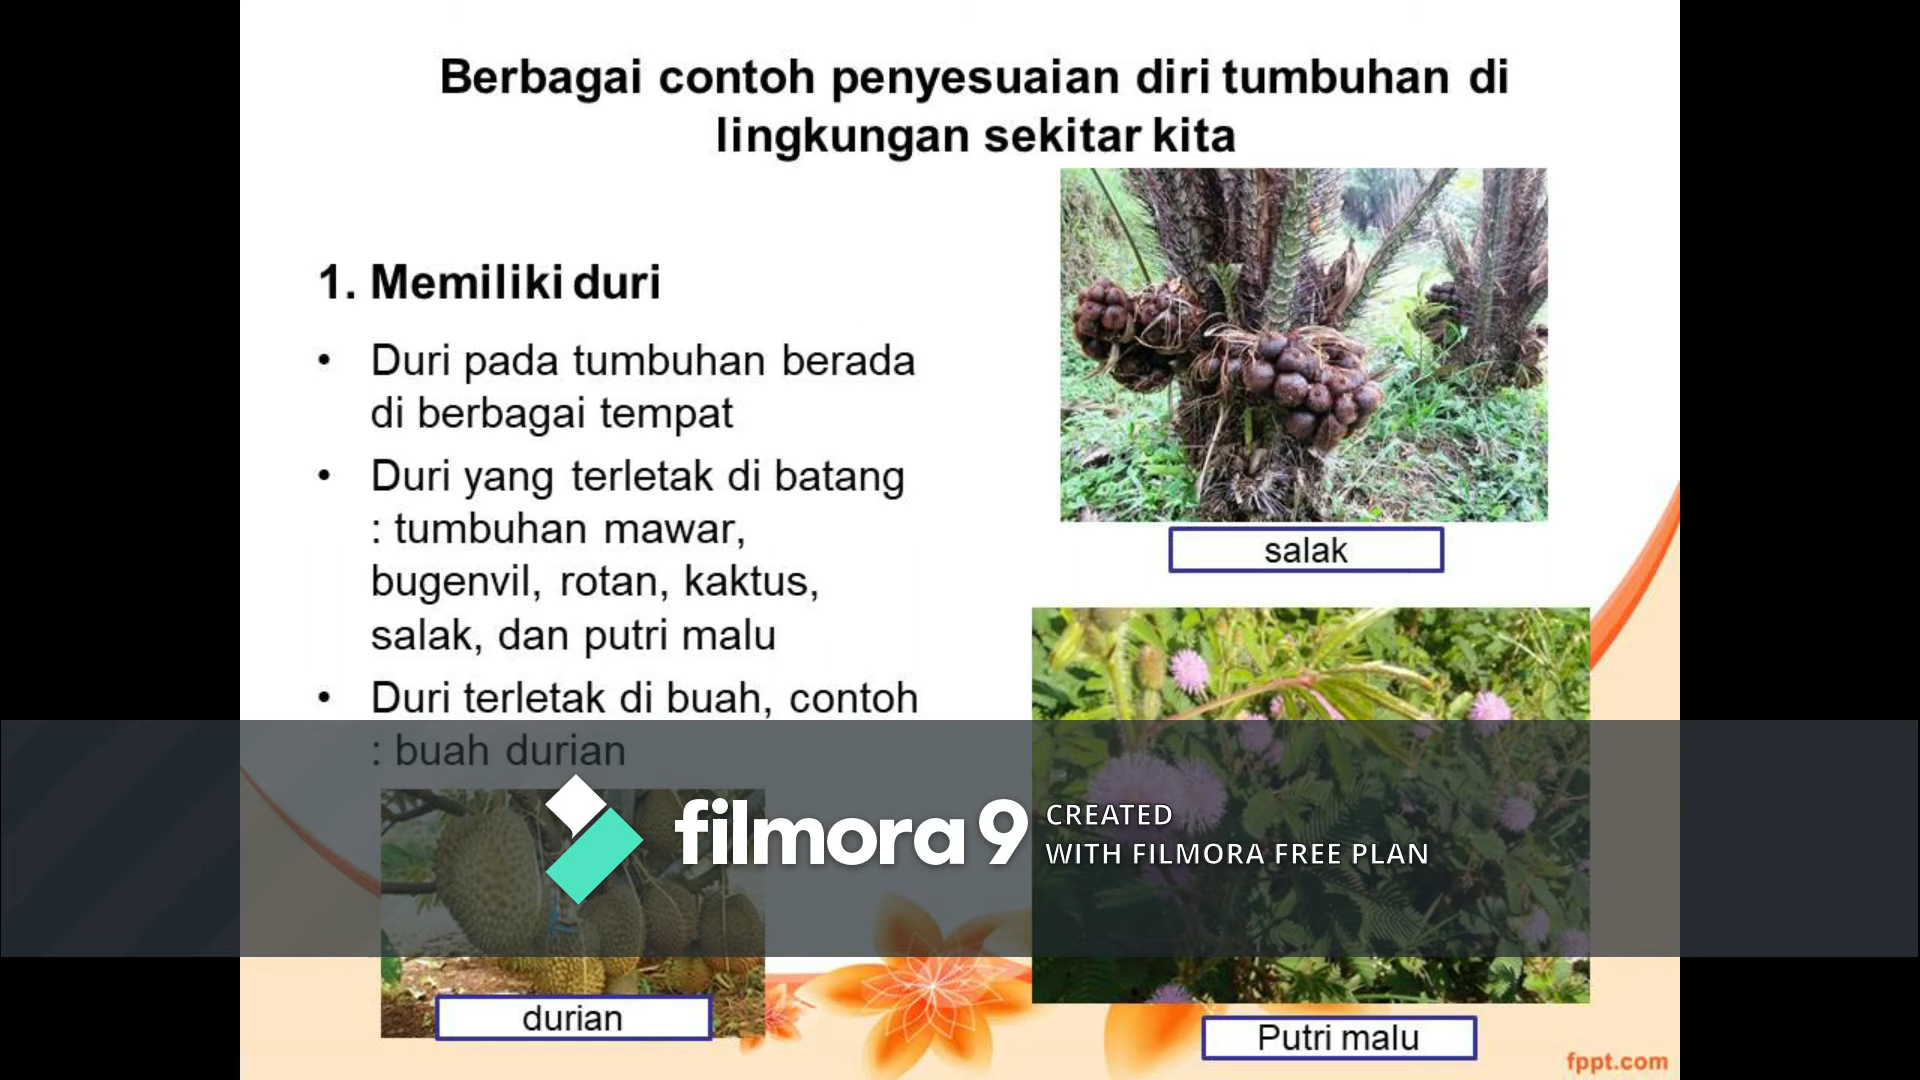 Berbagai contoh penyesuaian diri tumbuhan di
lingkungan sekitar kita
1. Memiliki duri
• Duri pada tumbuhan berada
di berbagai tempat
• Duri yang terletak di batang
: tumbuhan mawar,
bugenvil, rotan, kaktus,
salak, dan putri malu
• Duri terletak di buah, contoh
: buah durian
salak
filmora9
CREATED
WITH FILMORA FREE PLAN
durian
Putri malu
fppt.com